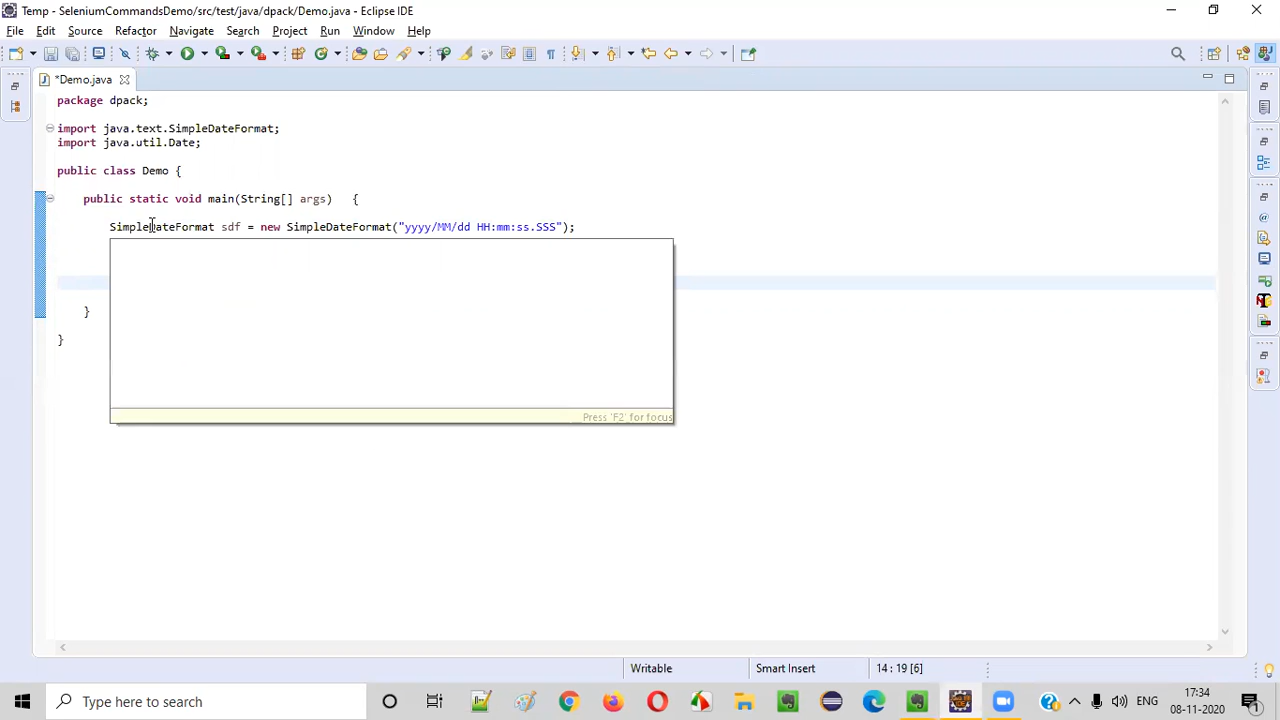 Temp - SeleniumCommandsDemo/src/test/java/dpack/Demo.java - Eclipse IDE
File Edit Source Refactor Navigate Search Project Run Window Help
*Demo.java
package dpack;
import java.text.SimpleDateFormat;
import java.util.Date;
public class Demo {
public static void main(String[] args) {
SimpleDateFormat sdf = new SimpleDateFormat("yyyy/MM/dd HH:mm:ss.SSS");
Press 'F2' for focus
}
}
Writable Smart Insert 14 : 19 [6]
Type here to search
ENG
17:34
08-11-2020
1